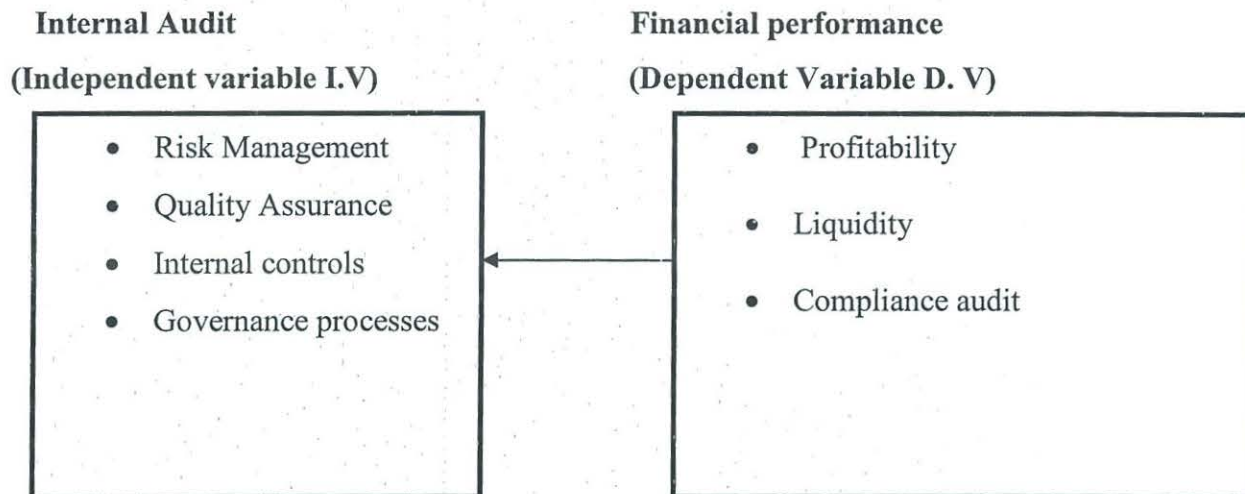 Internal Audit
(Independent variable I.V)
• Risk Management
• Quality Assurance
• Internal controls
• Governance processes
Financial performance
(Dependent Variable D. V)
• Profitability
• Liquidity
• Compliance audit